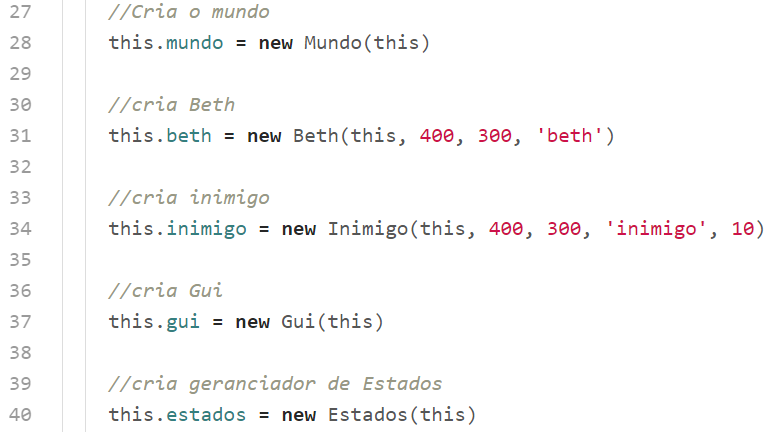 27 //Cria o mundo
28 this.mundo = new Mundo(this)
29
30 //cria Beth
31 this.beth = new Beth(this, 400, 300, 'beth')
32
33 //cria inimigo
34 this.inimigo = new Inimigo(this, 400, 300, 'inimigo', 10)
35
36 //cria Gui
37 this.gui = new Gui(this)
38
39 //cria geranciador de Estados
40 this.estados = new Estados(this)